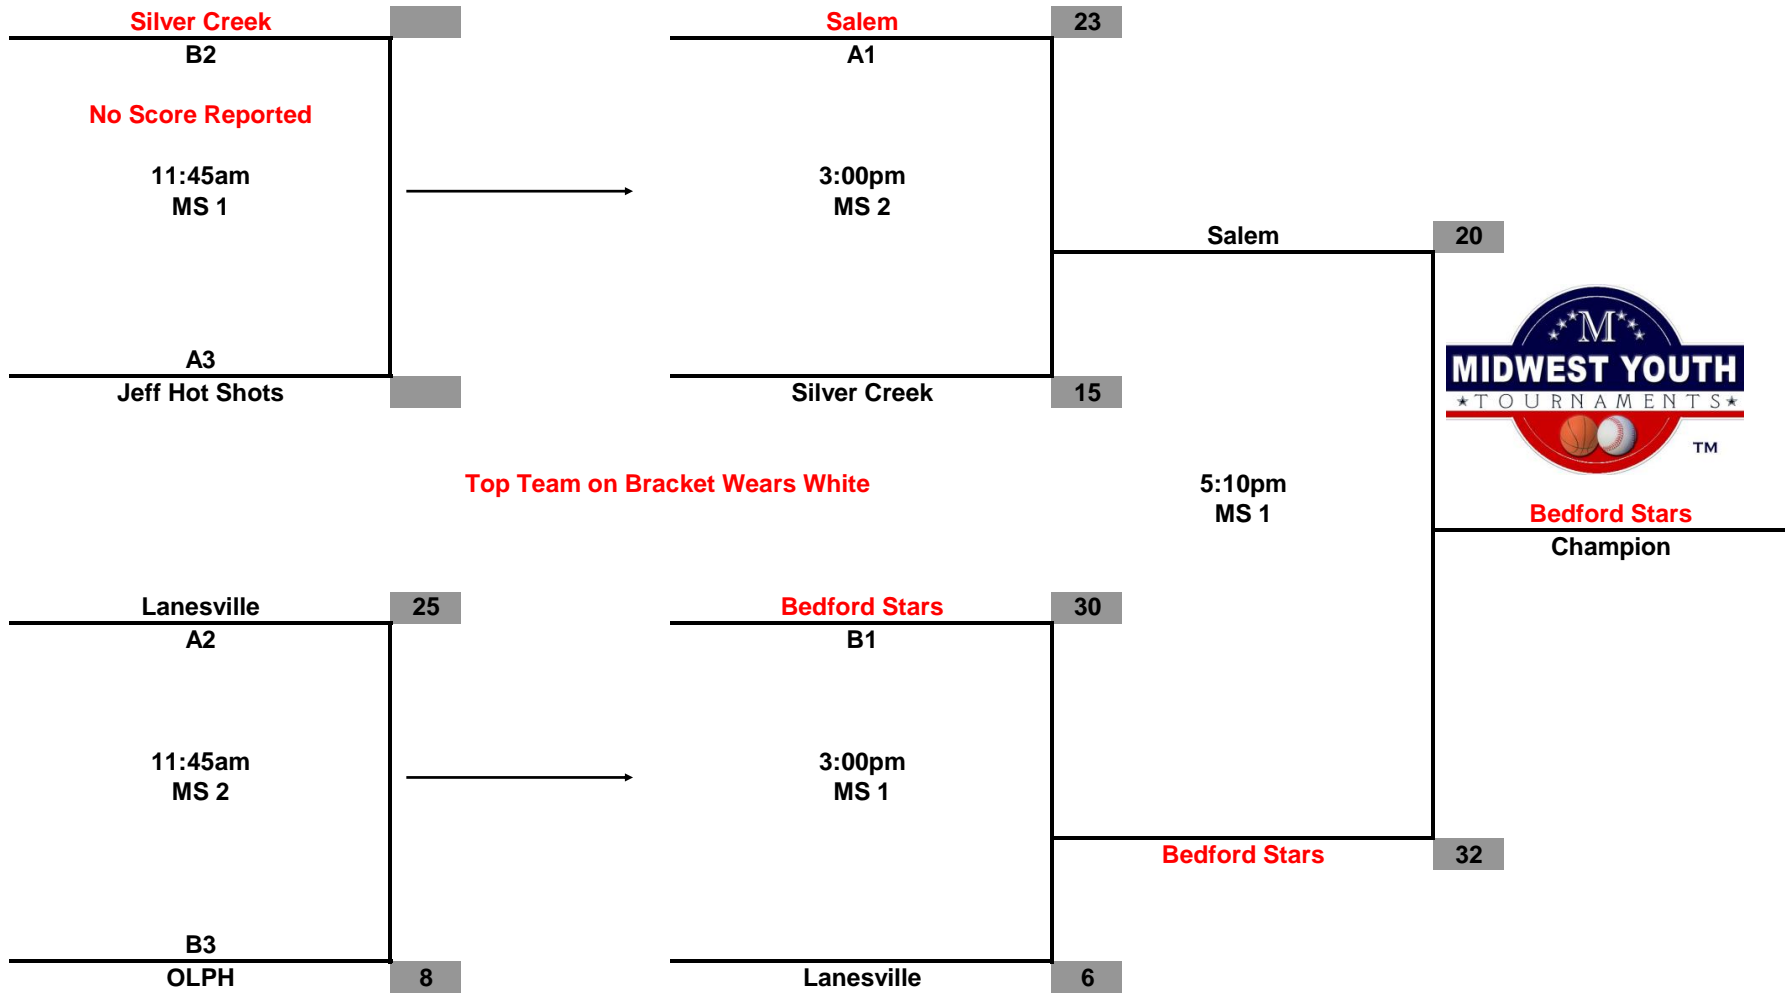 Silver Creek
B2
No Score Reported
11:45am
MS 1
A3
Jeff Hot Shots
Salem 23
A1
3:00pm
MS 2
Silver Creek 15
Salem 20
M
MIDWEST YOUTH
TOURNAMENTS
TM
Top Team on Bracket Wears White
5:10pm
MS 1
Bedford Stars
Champion
Lanesville 25
A2
11:45am
MS 2
B3
OLPH 8
Bedford Stars 30
B1
3:00pm
MS 1
Lanesville 6
Bedford Stars 32